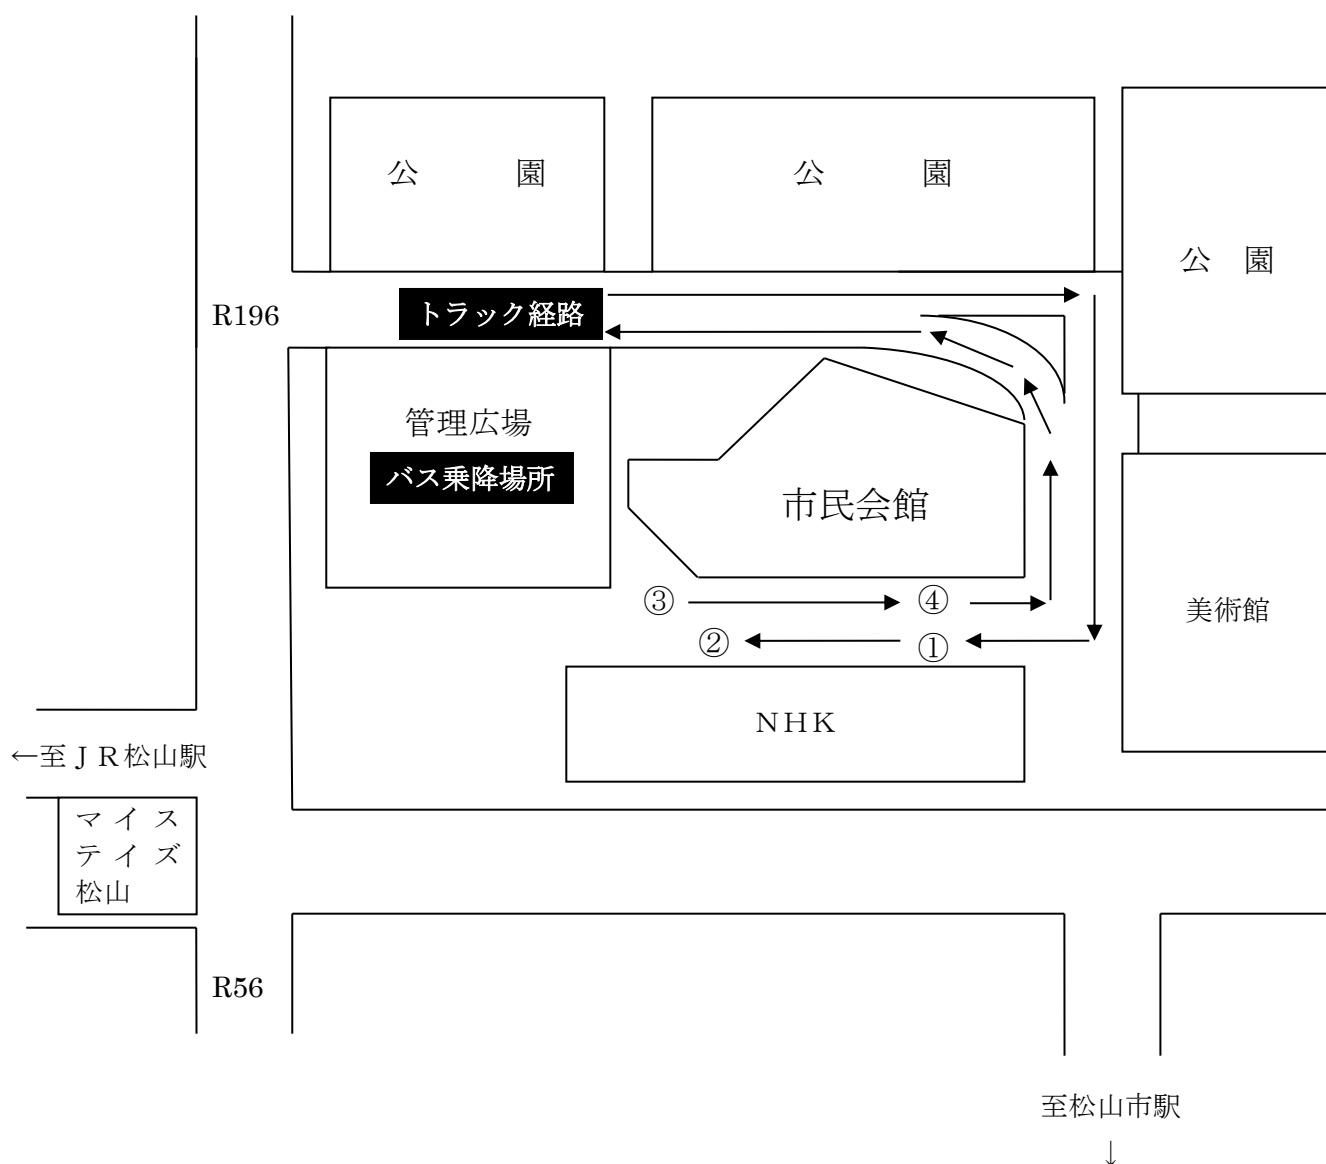 公　園
公　園
公　園
R196
トラック経路
管理広場
バス乗降場所
市民会館
③
④
美術館
②
①
NHK
←至ＪＲ松山駅
マイス
テイズ
松山
R56
至松山市駅
↓